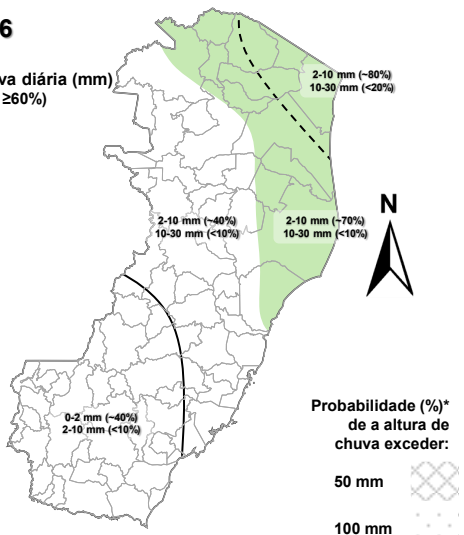 6
va diária (mm)
≥60%)
2-10 mm (~80%)
10-30 mm (<20%)
2-10 mm (~40%)
10-30 mm (<10%)
2-10 mm (~70%)
10-30 mm (<10%)
N
0-2 mm (~40%)
2-10 mm (<10%)
Probabilidade (%)*
de a altura de
chuva exceder:
50 mm
100 mm